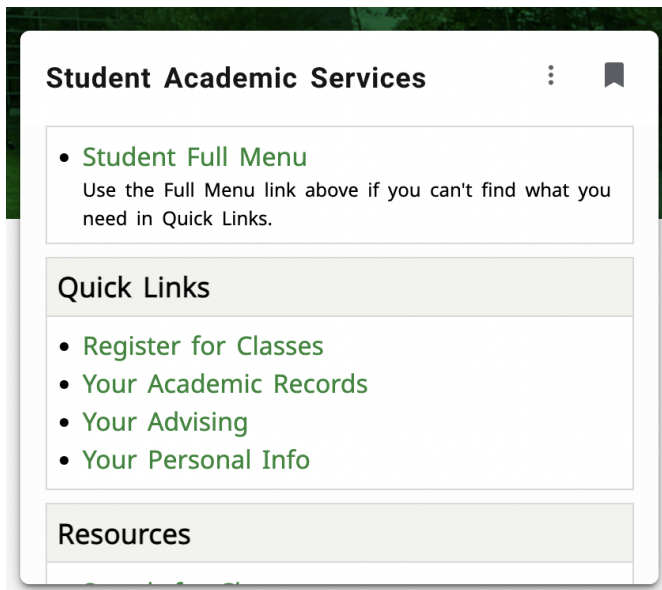 Student Academic Services
Student Full Menu
Use the Full Menu link above if you can't find what you
need in Quick Links.
Quick Links
Register for Classes
Your Academic Records
Your Advising
Your Personal Info
Resources